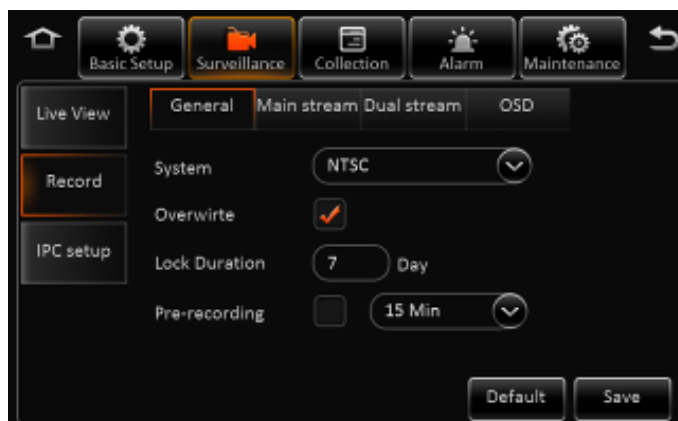 Basic Setup Surveillance Collection Alarm Maintenance
Live View
Record
IPC setup
General Main stream Dual stream OSD
System NTSC
Overwirte
Lock Duration 7 Day
Pre-recording 15 Min
Default Save